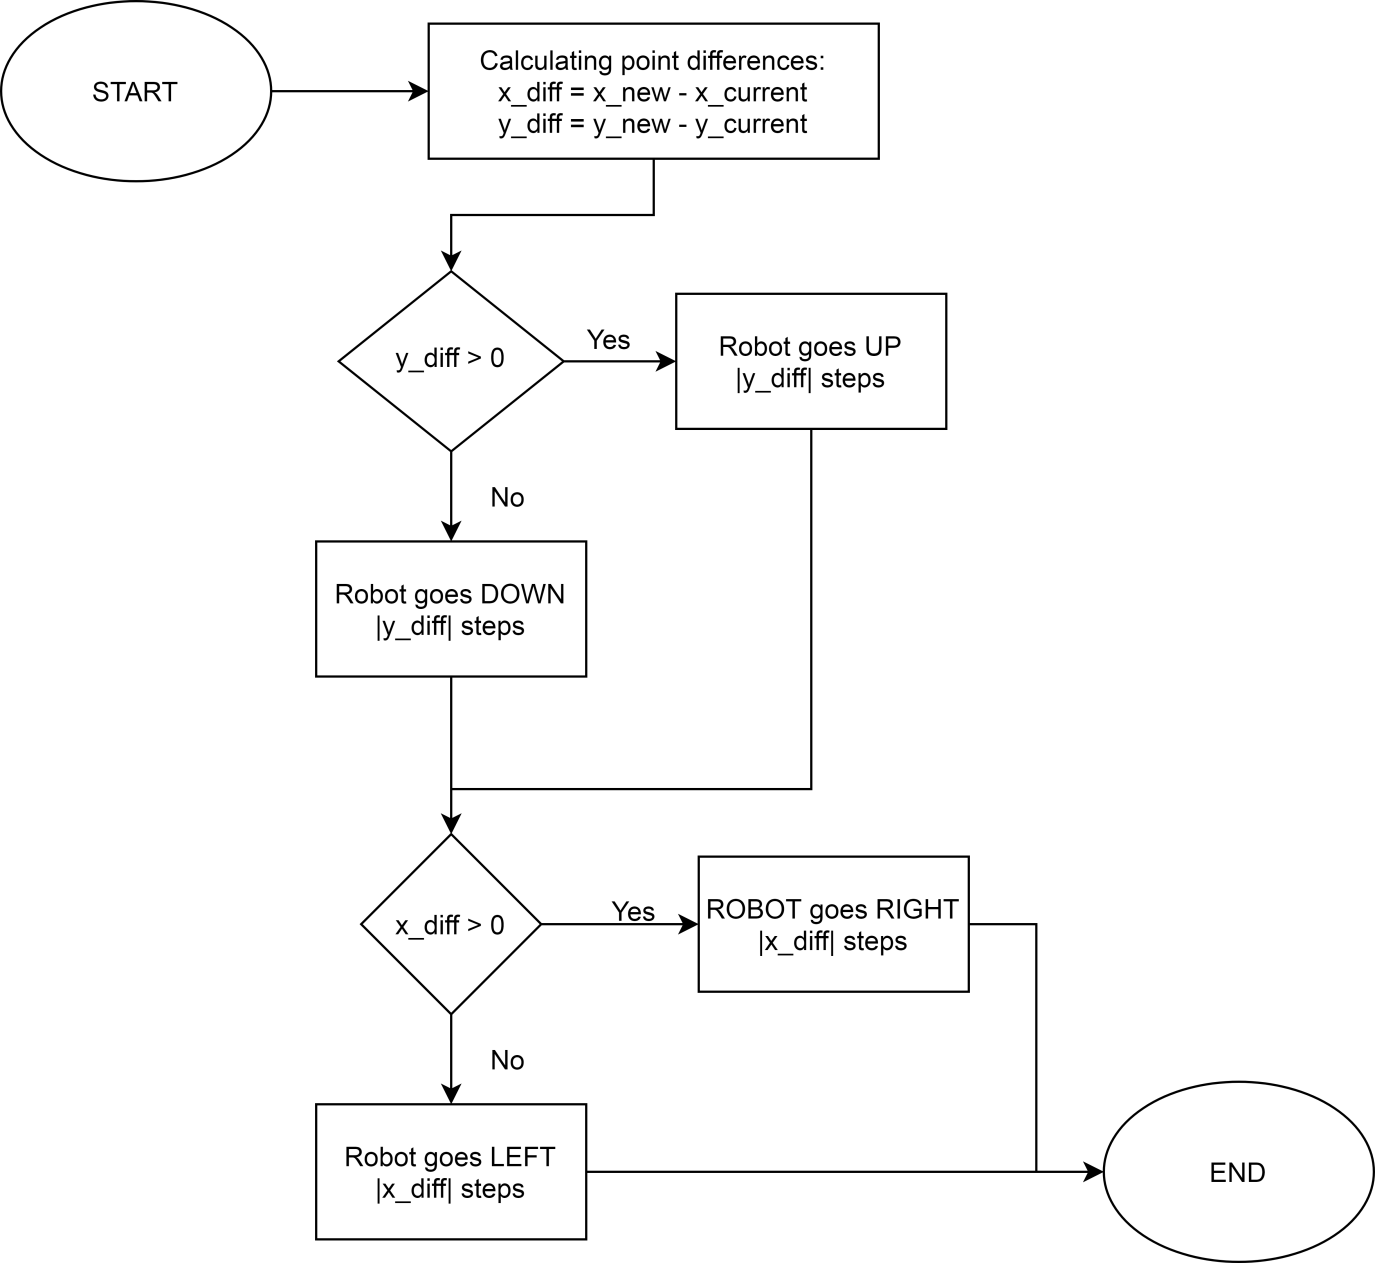 START
Calculating point differences:
x_diff = x_new - x_current
y_diff = y_new - y_current
y_diff > 0
Yes
Robot goes UP
|y_diff| steps
No
Robot goes DOWN
|y_diff| steps
x_diff > 0
Yes
ROBOT goes RIGHT
|x_diff| steps
No
Robot goes LEFT
|x_diff| steps
END